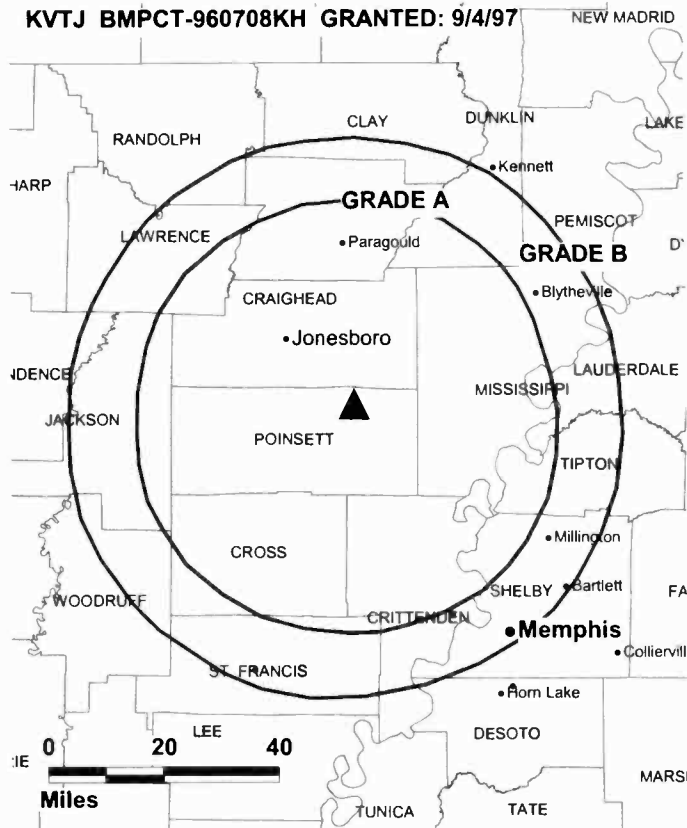 KVTJ BMPCT-960708KH GRANTED: 9/4/97
NEW MADRID
CLAY
DUNKLIN
LAKE
RANDOLPH
Kennett
HARP
GRADE A
PEMISCOT
LAWRENCE
Paragould
GRADE B
D'
Blytheville
CRAIGHEAD
Jonesboro
NDENCE
LAUDERDALE
MISSISSIPPI
JACKSON
POINSETT
TIPTON
Millington
CROSS
SHELBY
Bartlett
FA
WOODRUFF
CRITTENDEN
Memphis
Colliervill
ST. FRANCIS
Horn Lake
LEE
DESOTO
0 20 40
Miles
MARS
TUNICA
TATE